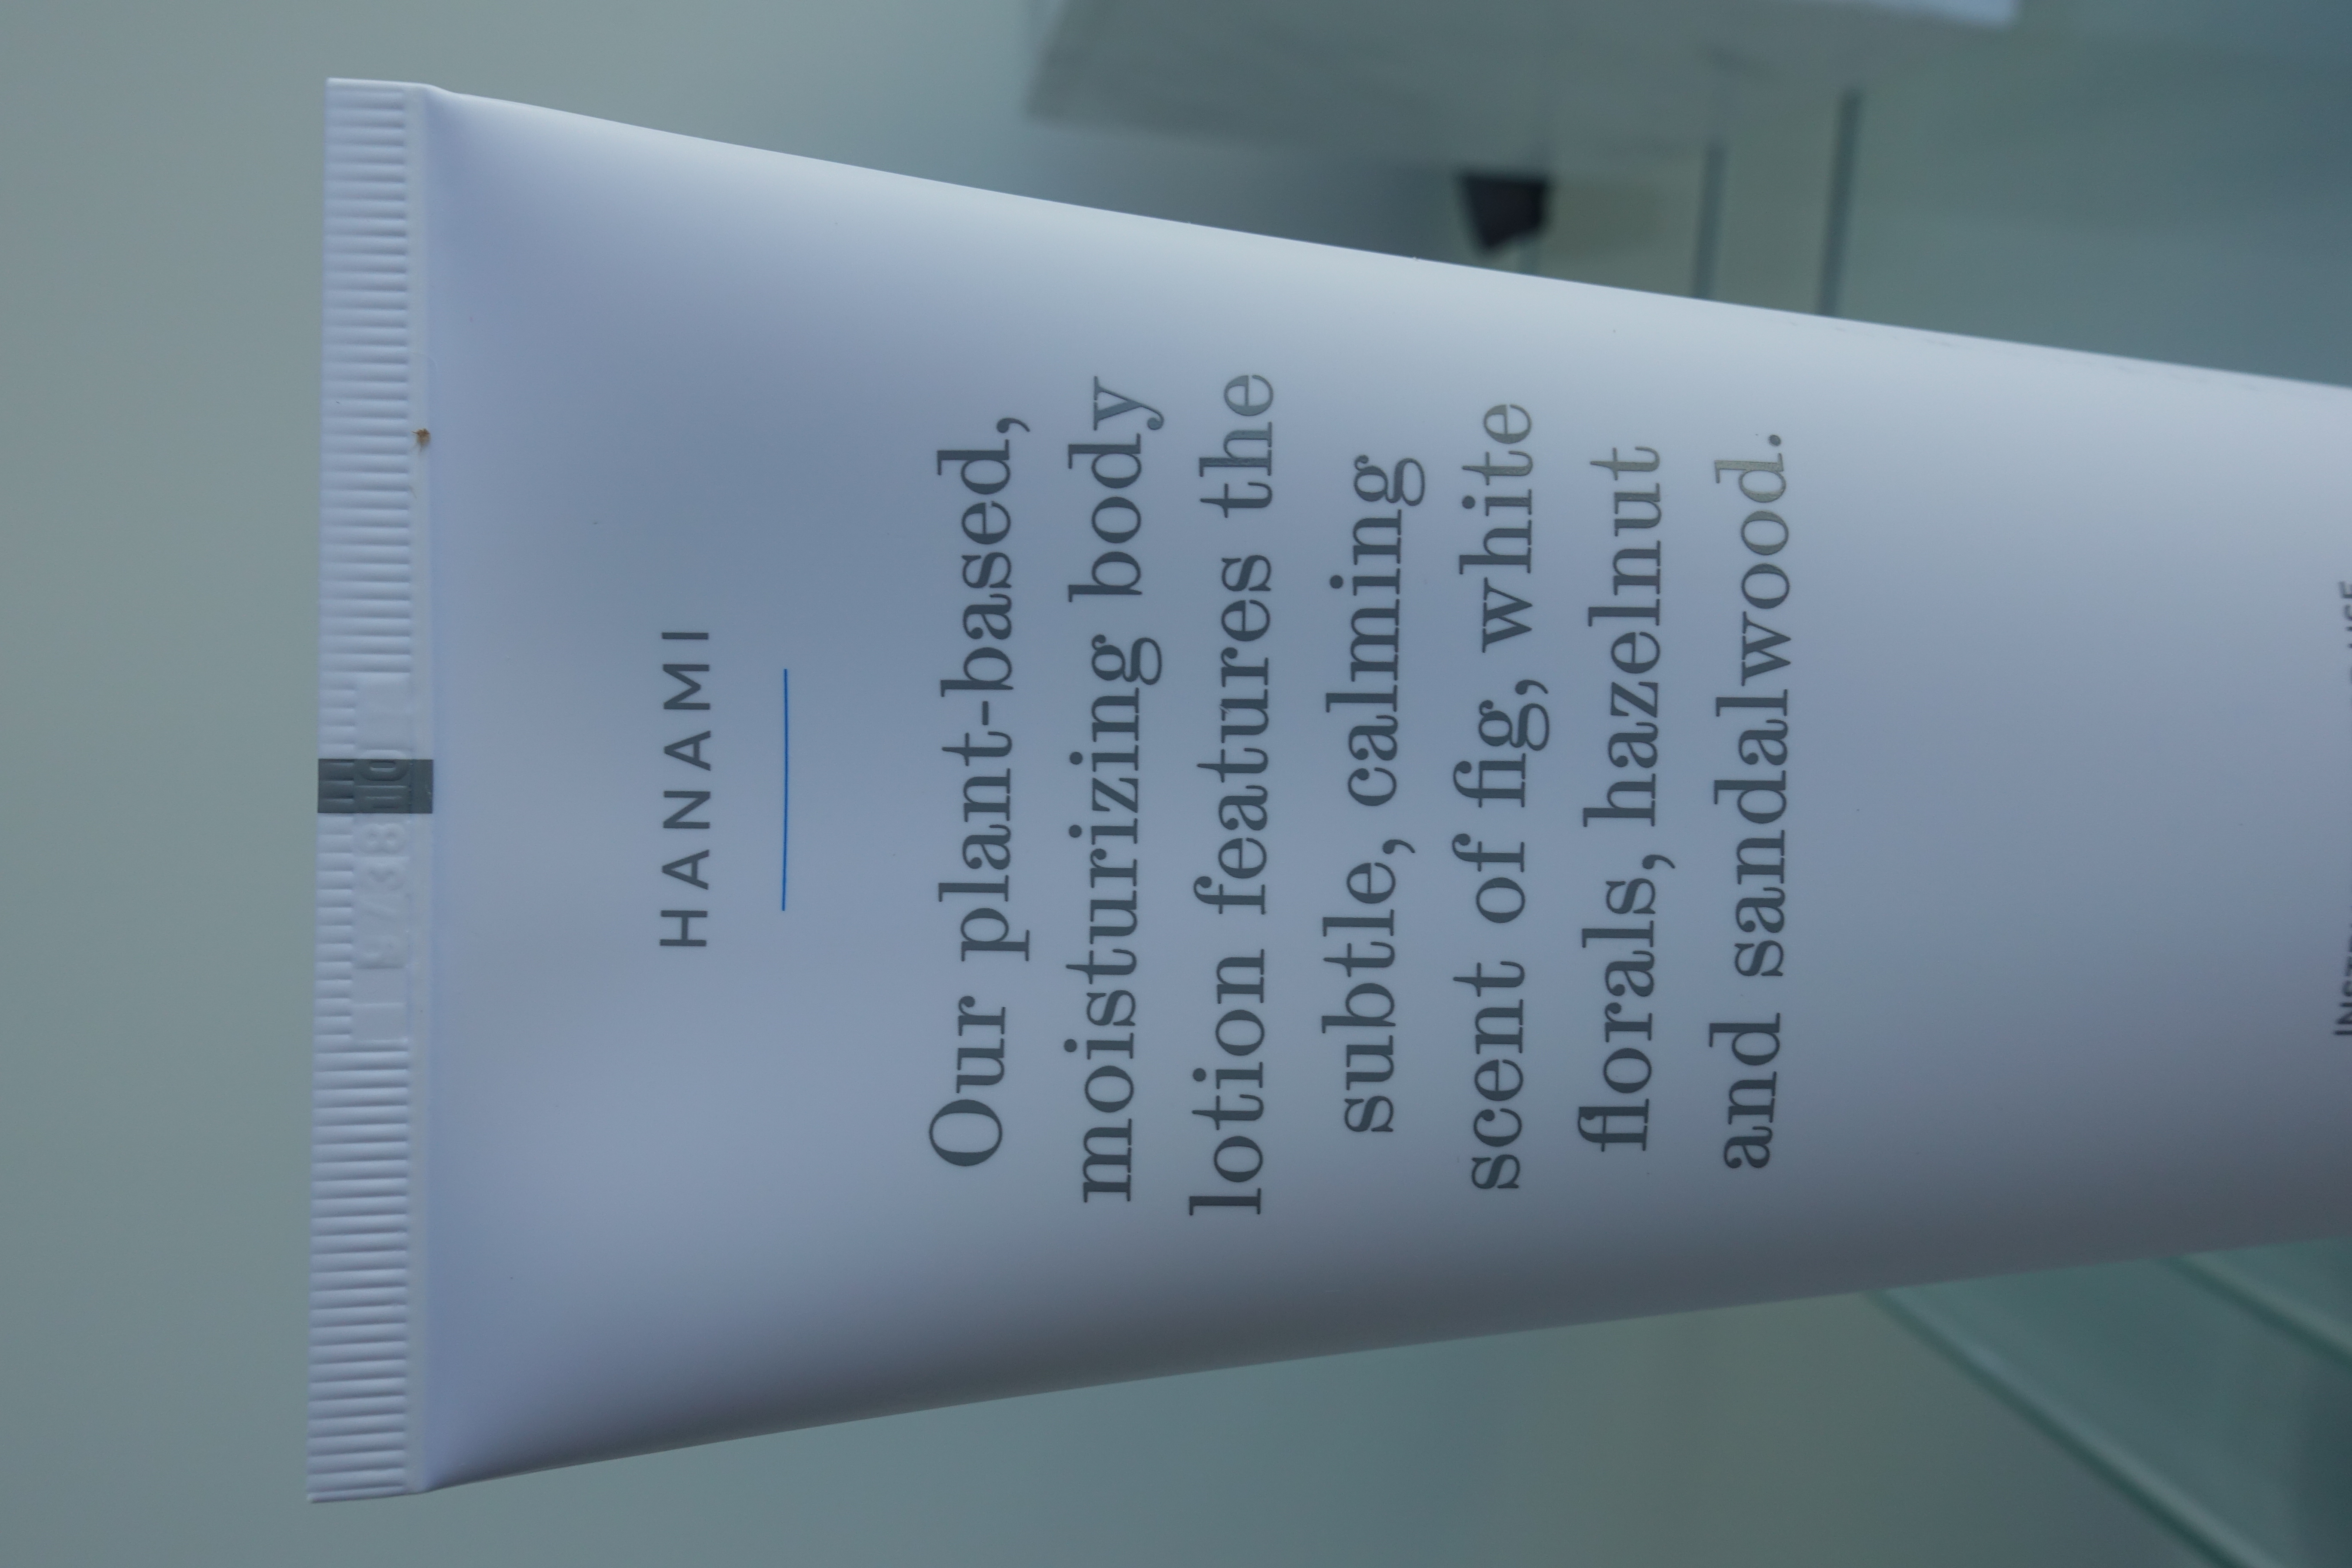 HANAMI
Our plant-based,
moisturizing body
lotion features the
subtle, calming
scent of fig, white
florals, hazelnut
and sandalwood.